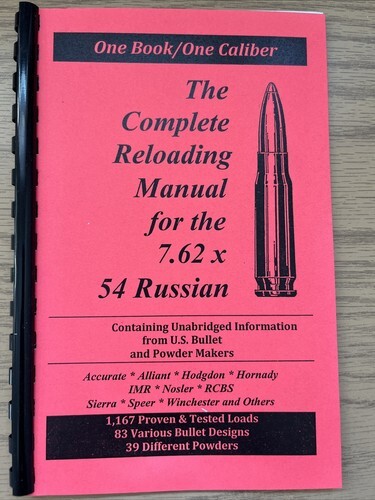 One Book/One Caliber
The
Complete
Reloading
Manual
for the
7.62 x
54 Russian
Containing Unabridged Information
from U.S. Bullet
and Powder Makers
Accurate * Alliant * Hodgdon * Hornady
IMR * Nosler * RCBS
Sierra * Speer * Winchester and Others
1,167 Proven & Tested Loads
83 Various Bullet Designs
39 Different Powders